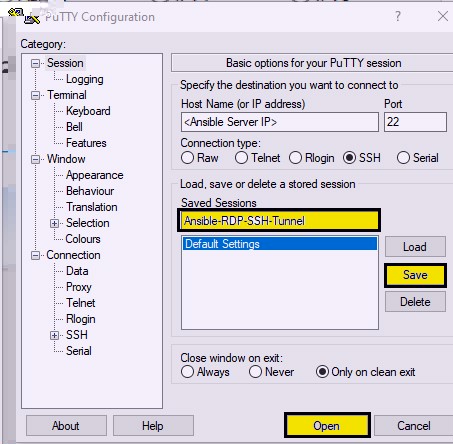 PuTTY Configuration
?
Category:
Session
Logging
Terminal
Keyboard
Bell
Features
Window
Appearance
Behaviour
Translation
Selection
Colours
Connection
Data
Proxy
Telnet
Rlogin
SSH
Serial
Basic options for your PuTTY session
Specify the destination you want to connect to
Host Name (or IP address) Port
<Ansible Server IP> 22
Connection type:
Raw Telnet Rlogin SSH Serial
Load, save or delete a stored session
Saved Sessions
Ansible-RDP-SSH-Tunnel
Default Settings
Load
Save
Delete
Close window on exit:
Always Never Only on clean exit
About Help Open Cancel